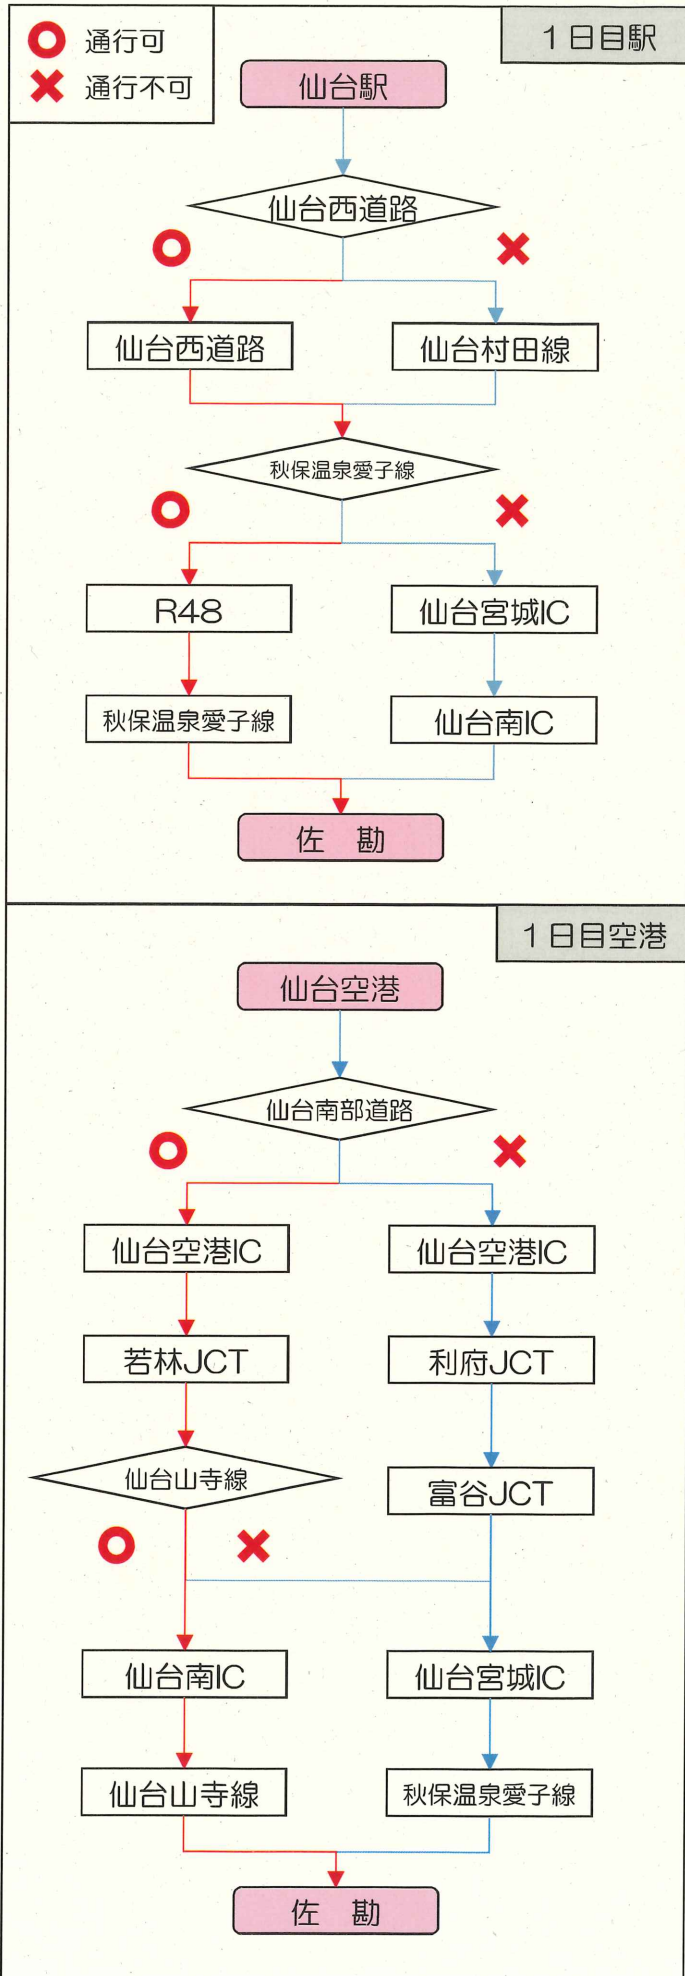 通行可
通行不可
1日目駅
仙台駅
仙台西道路
仙台西道路
仙台村田線
秋保温泉愛子線
R48
仙台宮城IC
秋保温泉愛子線
仙台南IC
佐 勘
1日目空港
仙台空港
仙台南部道路
仙台空港IC
仙台空港IC
若林JCT
利府JCT
仙台山寺線
富谷JCT
仙台南IC
仙台宮城IC
仙台山寺線
秋保温泉愛子線
佐 勘